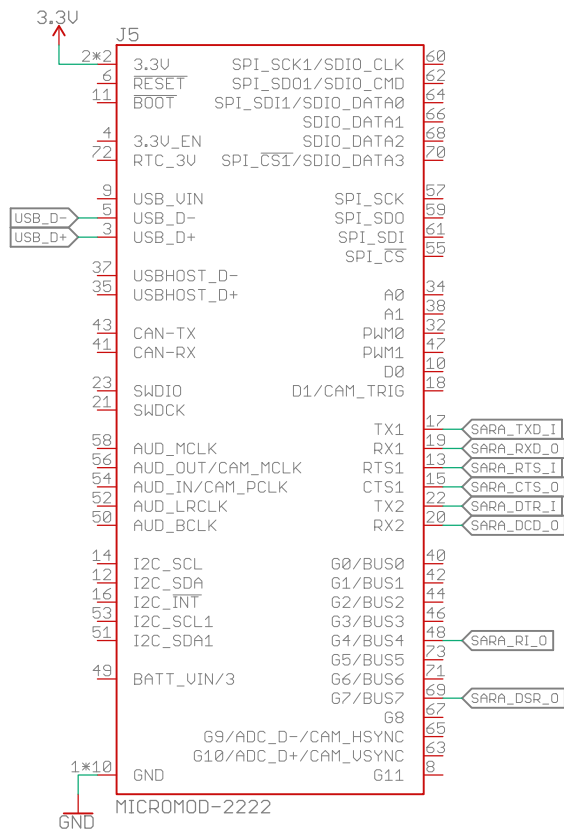 3.3V
J5
2*2 3.3V SPI_SCK1/SDIO_CLK 60
6 RESET SPI_SDO1/SDIO_CMD 62
11 BOOT SPI_SDI1/SDIO_DATA0 64
SDIO_DATA1 66
4 3.3V_EN SDIO_DATA2 68
72 RTC_3V SPI_CS1/SDIO_DATA3 70
9 USB_VIN SPI_SCK 57
USB_D- 5 USB_D- SPI_SDO 59
USB_D+ 3 USB_D+ SPI_SDI 61
SPI_CS 55
37 USBHOST_D-
35 USBHOST_D+ A0 34
A1 38
43 CAN-TX PWM0 32
41 CAN-RX PWM1 47
D0 10
23 SWDIO D1/CAM_TRIG 18
21 SWDCK
TX1 17 SARA_TXD_I
58 AUD_MCLK RX1 19 SARA_RXD_O
56 AUD_OUT/CAM_MCLK RTS1 13 SARA_RTS_I
54 AUD_IN/CAM_PCLK CTS1 15 SARA_CTS_O
52 AUD_LRCLK TX2 22 SARA_DTR_I
50 AUD_BCLK RX2 20 SARA_DCD_O
14 I2C_SCL G0/BUS0 40
12 I2C_SDA G1/BUS1 42
16 I2C_INT G2/BUS2 44
53 I2C_SCL1 G3/BUS3 46
51 I2C_SDA1 G4/BUS4 48 SARA_RI_O
G5/BUS5 73
49 BATT_VIN/3 G6/BUS6 71
G7/BUS7 69 SARA_DSR_O
G8 67
G9/ADC_D-/CAM_HSYNC 65
G10/ADC_D+/CAM_VSYNC 63
1*10 GND G11 8
MICROMOD-2222
GND